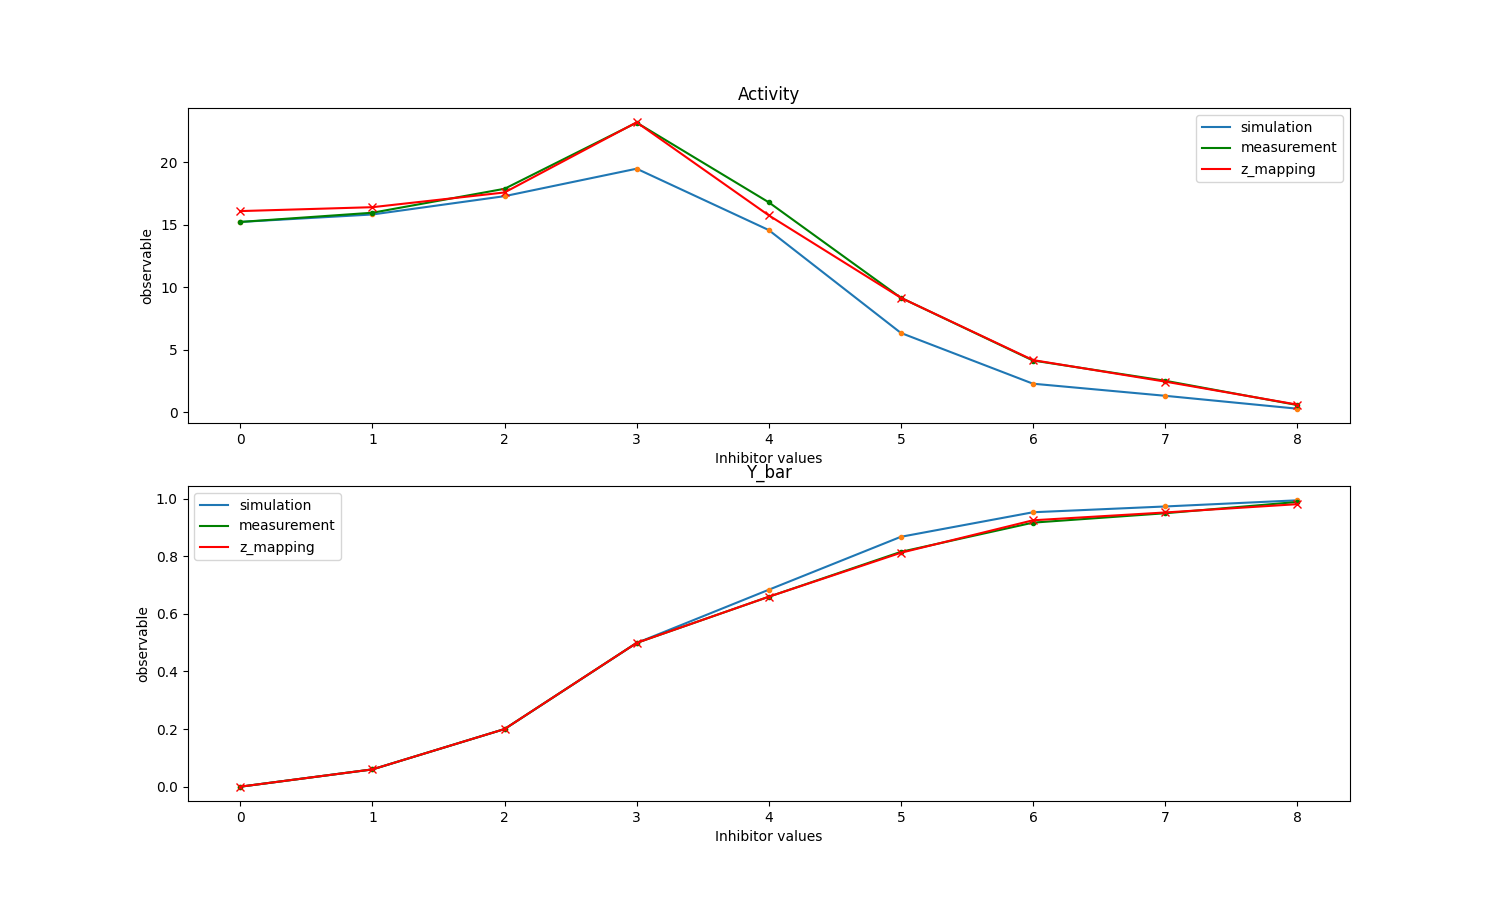 Activity
simulation
measurement
z_mapping
observable
20
15
10
5
0
0 1 2 3 4 5 6 7 8
Inhibitor values
Y_bar
simulation
measurement
z_mapping
observable
1.0
0.8
0.6
0.4
0.2
0.0
0 1 2 3 4 5 6 7 8
Inhibitor values